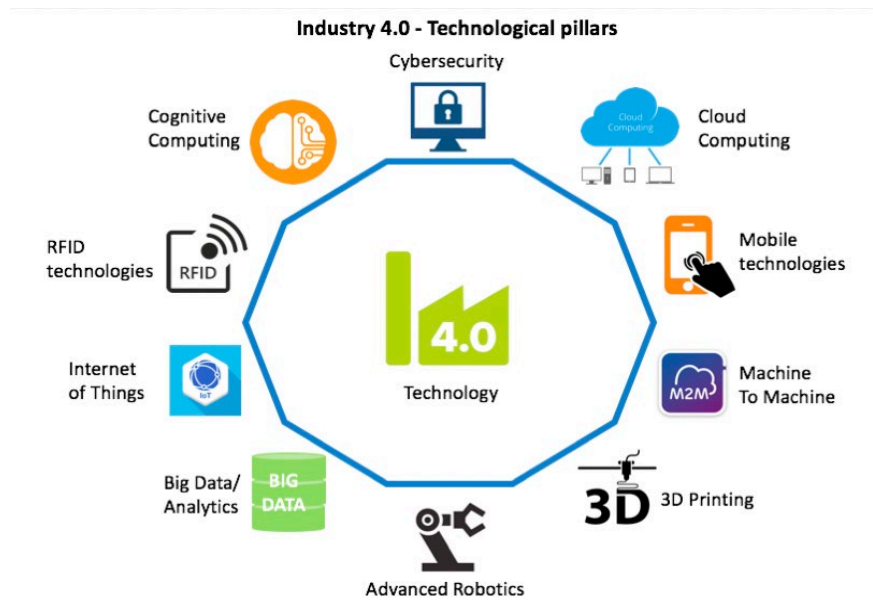 Industry 4.0 - Technological pillars
Cybersecurity
Cognitive
Computing
Cloud
Computing
Cloud
Computing
RFID
technologies
RFID
Mobile
technologies
4.0
Technology
Internet
of Things
IoT
M2M
Machine
To Machine
Big Data/
Analytics
BIG
DATA
3D
3D Printing
Advanced Robotics